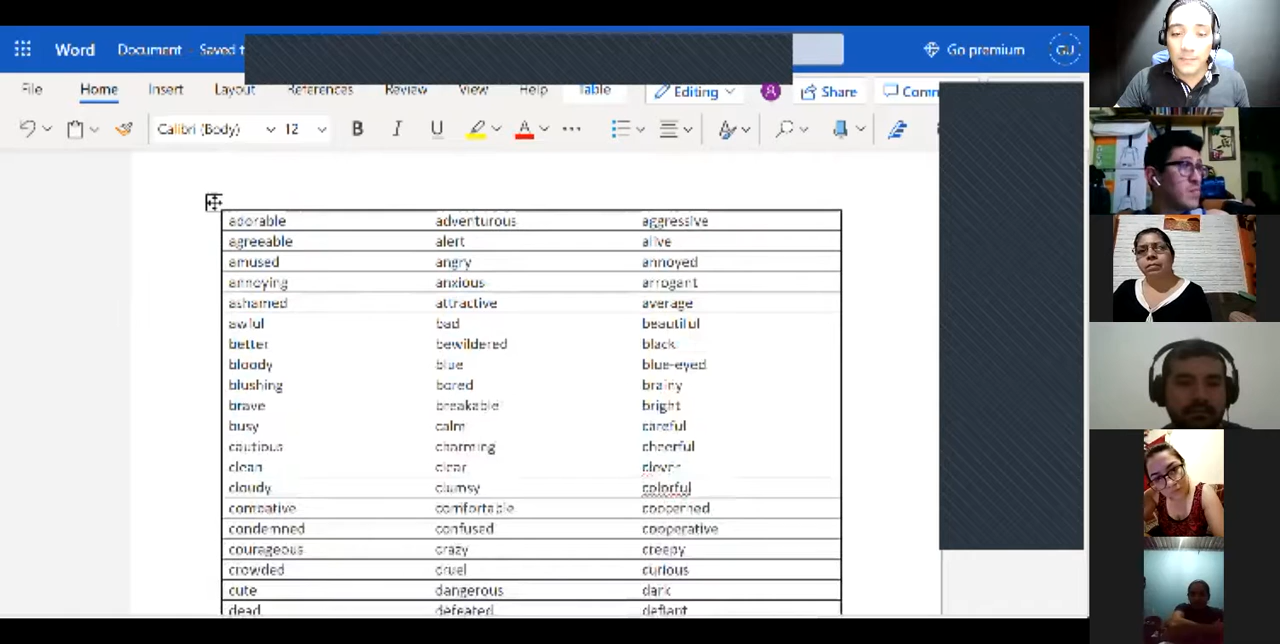 Word Document - Saved Go premium GU
File Home Insert Layout References Review View Help Table Editing Share
Calibri (Body) 12 B I U A
adorable adventurous aggressive
agreeable alert alive
amused angry annoyed
annoying anxious arrogant
ashamed attractive average
awful bad beautiful
better bewildered black
bloody blue blue-eyed
blushing bored brainy
brave breakable bright
busy calm careful
cautious charming cheerful
clean clear clever
cloudy clumsy colorful
combative comfortable concerned
condemned confused cooperative
courageous crazy creepy
crowded cruel curious
cute dangerous dark
dead defeated defiant